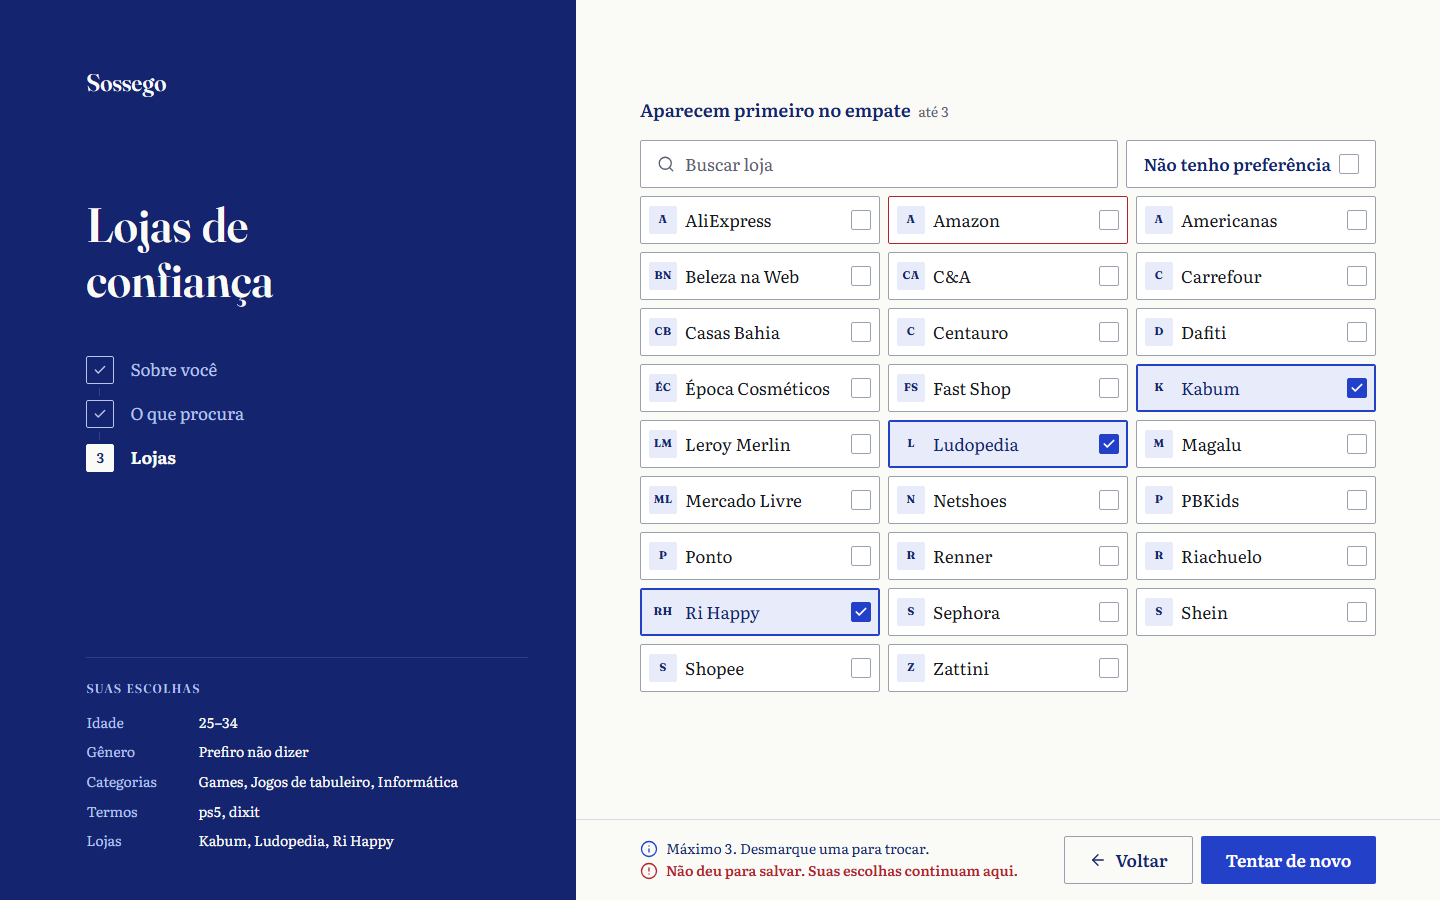 Sossego
Lojas de
confiança
Sobre você
O que procura
3 Lojas
SUAS ESCOLHAS
Idade 25–34
Gênero Prefiro não dizer
Categorias Games, Jogos de tabuleiro, Informática
Termos ps5, dixit
Lojas Kabum, Ludopedia, Ri Happy
Aparecem primeiro no empate até 3
Buscar loja
Não tenho preferência
A AliExpress
A Amazon
A Americanas
BN Beleza na Web
CA C&A
C Carrefour
CB Casas Bahia
C Centauro
D Dafiti
ÉC Época Cosméticos
FS Fast Shop
K Kabum
LM Leroy Merlin
L Ludopedia
M Magalu
ML Mercado Livre
N Netshoes
P PBKids
P Ponto
R Renner
R Riachuelo
RH Ri Happy
S Sephora
S Shein
S Shopee
Z Zattini
Máximo 3. Desmarque uma para trocar.
Não deu para salvar. Suas escolhas continuam aqui.
Voltar
Tentar de novo